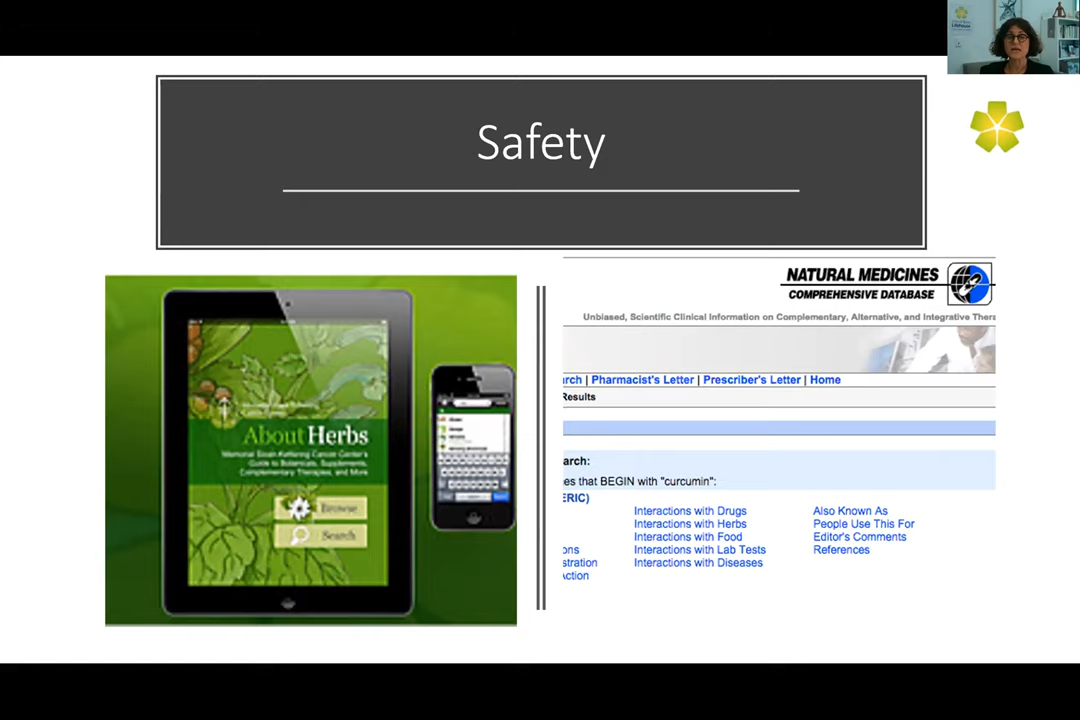 Safety
About Herbs
Memorial Sloan-Kettering Cancer Center's
Guide to Botanicals, Supplements,
Complementary Therapies, and More
Browse
Search
NATURAL MEDICINES
COMPREHENSIVE DATABASE
Unbiased, Scientific Clinical Information on Complementary, Alternative, and Integrative Thera
arch | Pharmacist's Letter | Prescriber's Letter | Home
Results
arch:
es that BEGIN with "curcumin":
ERIC)
Interactions with Drugs
Interactions with Herbs
Interactions with Food
ons Interactions with Lab Tests
stration Interactions with Diseases
Action
Also Known As
People Use This For
Editor's Comments
References